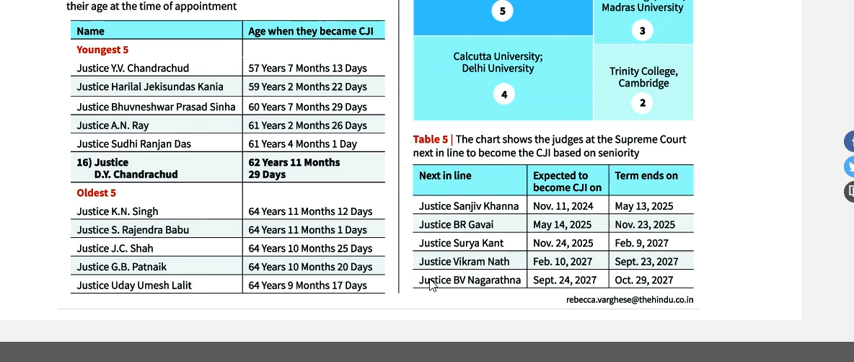 their age at the time of appointment
Name Age when they became CJI
Youngest 5
Justice Y.V. Chandrachud 57 Years 7 Months 13 Days
Justice Harilal Jekisundas Kania 59 Years 2 Months 22 Days
Justice Bhuvneshwar Prasad Sinha 60 Years 7 Months 29 Days
Justice A.N. Ray 61 Years 2 Months 26 Days
Justice Sudhi Ranjan Das 61 Years 4 Months 1 Day
16) Justice 62 Years 11 Months
D.Y. Chandrachud 29 Days
Oldest 5
Justice K.N. Singh 64 Years 11 Months 12 Days
Justice S. Rajendra Babu 64 Years 11 Months 1 Days
Justice J.C. Shah 64 Years 10 Months 25 Days
Justice G.B. Patnaik 64 Years 10 Months 20 Days
Justice Uday Umesh Lalit 64 Years 9 Months 17 Days
5
Madras University
3
Calcutta University;
Delhi University
4
Trinity College,
Cambridge
2
Table 5 | The chart shows the judges at the Supreme Court
next in line to become the CJI based on seniority
Next in line Expected to Term ends on
become CJI on
Justice Sanjiv Khanna Nov. 11, 2024 May 13, 2025
Justice BR Gavai May 14, 2025 Nov. 23, 2025
Justice Surya Kant Nov. 24, 2025 Feb. 9, 2027
Justice Vikram Nath Feb. 10, 2027 Sept. 23, 2027
Justice BV Nagarathna Sept. 24, 2027 Oct. 29, 2027
rebecca.varghese@thehindu.co.in